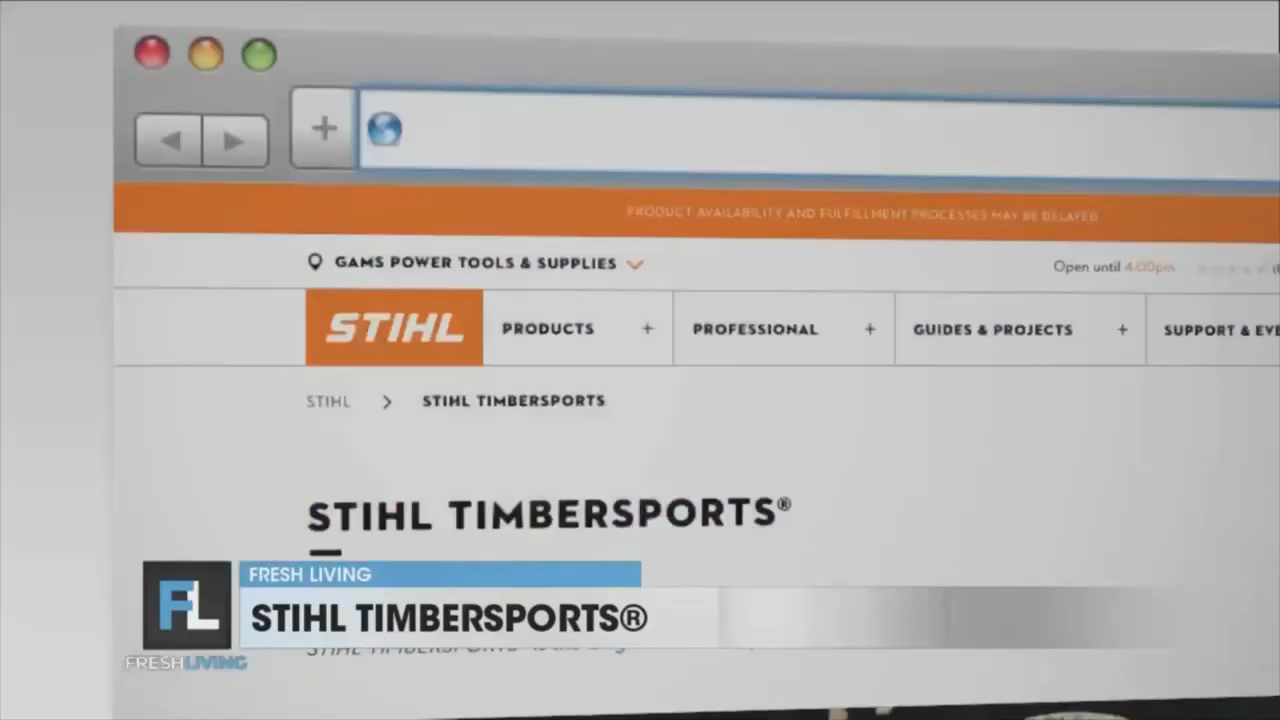 PRODUCT AVAILABILITY AND FULFILLMENT PROCESSES MAY BE DELAYED
GAMS POWER TOOLS & SUPPLIES
Open until 4:00pm
STIHL
PRODUCTS +
PROFESSIONAL +
GUIDES & PROJECTS +
SUPPORT & EVE
STIHL > STIHL TIMBERSPORTS
STIHL TIMBERSPORTS®
FL
FRESH LIVING
STIHL TIMBERSPORTS®
FRESHLIVING